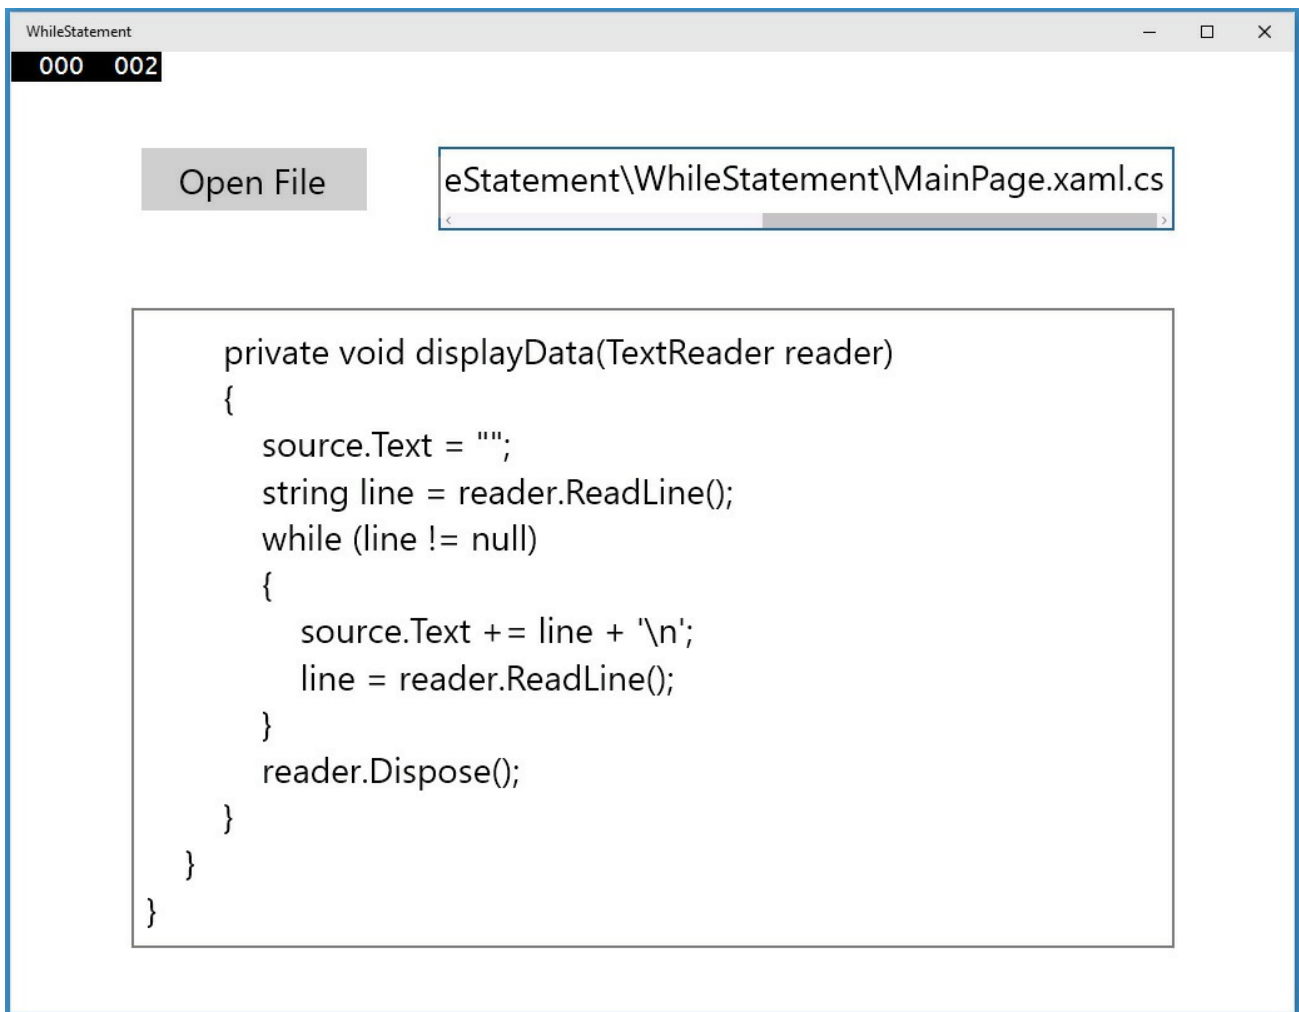 WhileStatement
000 002
Open File
eStatement\WhileStatement\MainPage.xaml.cs
private void displayData(TextReader reader)
{
source.Text = "";
string line = reader.ReadLine();
while (line != null)
{
source.Text += line + '\n';
line = reader.ReadLine();
}
reader.Dispose();
}
}
}